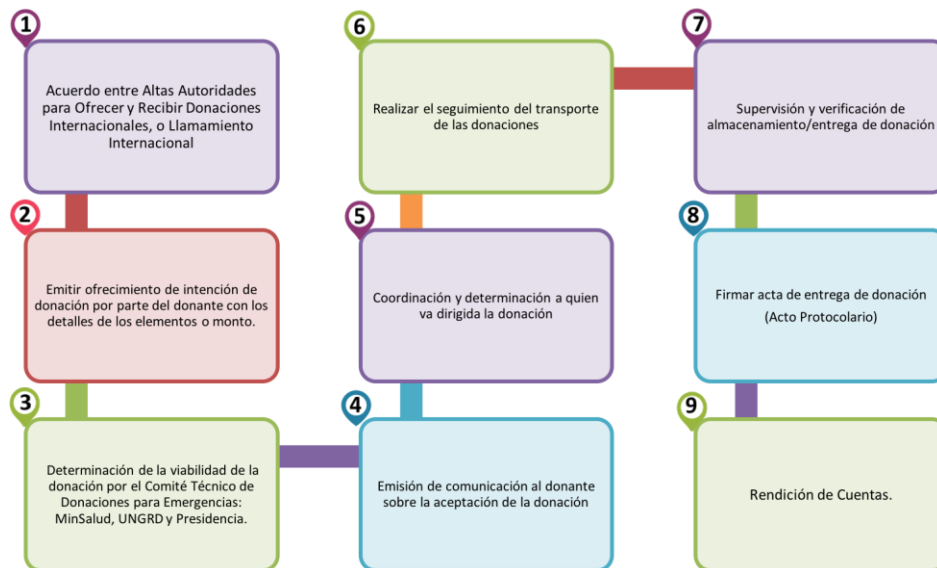 1
Acuerdo entre Altas Autoridades
para Ofrecer y Recibir Donaciones
Internacionales, o Llamamiento
Internacional
2
Emitir ofrecimiento de intención de
donación por parte del donante con los
detalles de los elementos o monto.
3
Determinación de la viabilidad de la
donación por el Comité Técnico de
Donaciones para Emergencias:
MinSalud, UNGRD y Presidencia.
4
Emisión de comunicación al donante
sobre la aceptación de la donación
5
Coordinación y determinación a quien
va dirigida la donación
6
Realizar el seguimiento del transporte
de las donaciones
7
Supervisión y verificación de
almacenamiento/entrega de donación
8
Firmar acta de entrega de donación
(Acto Protocolario)
9
Rendición de Cuentas.